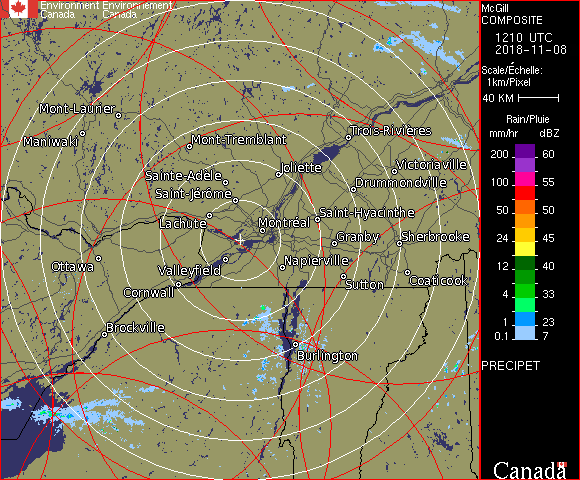 Environment Environnement
Canada Canada
McGill
COMPOSITE
1210 UTC
2018-11-08
Scale/Échelle:
1km/Pixel
40 KM
Rain/Pluie
mm/hr dBZ
200 60
150 57
100 55
50 50
24 45
12 40
4 33
1 23
0.1 7
PRECIPET
Canada
Mont-Laurier
Maniwaki
Mont-Tremblant
Trois-Rivières
Sainte-Adèle
Joliette
Victoriaville
Saint-Jérôme
Drummondville
Lachute
Montréal
Saint-Hyacinthe
Granby
Sherbrooke
Ottawa
Valleyfield
Napierville
Cornwall
Sutton
Coaticook
Brockville
Burlington